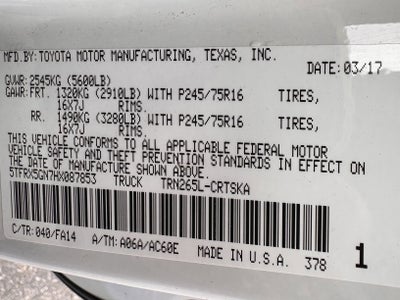 MFD.BY:TOYOTA MOTOR MANUFACTURING, TEXAS, INC.
DATE:03/17
GVWR:2545KG (5600LB)
GAWR:FRT. 1320KG (2910LB) WITH P245/75R16 TIRES,
16X7J RIMS.
RR. 1490KG (3280LB) WITH P245/75R16 TIRES,
16X7J RIMS.
THIS VEHICLE CONFORMS TO ALL APPLICABLE FEDERAL MOTOR
VEHICLE SAFETY AND THEFT PREVENTION STANDARDS IN EFFECT ON
THE DATE OF MANUFACTURE SHOWN ABOVE.
5TFRX5GN7HX087853 TRUCK TRN265L-CRTSKA
C/TR:040/FA14 A/TM:A06A/AC60E MADE IN U.S.A. 378 1